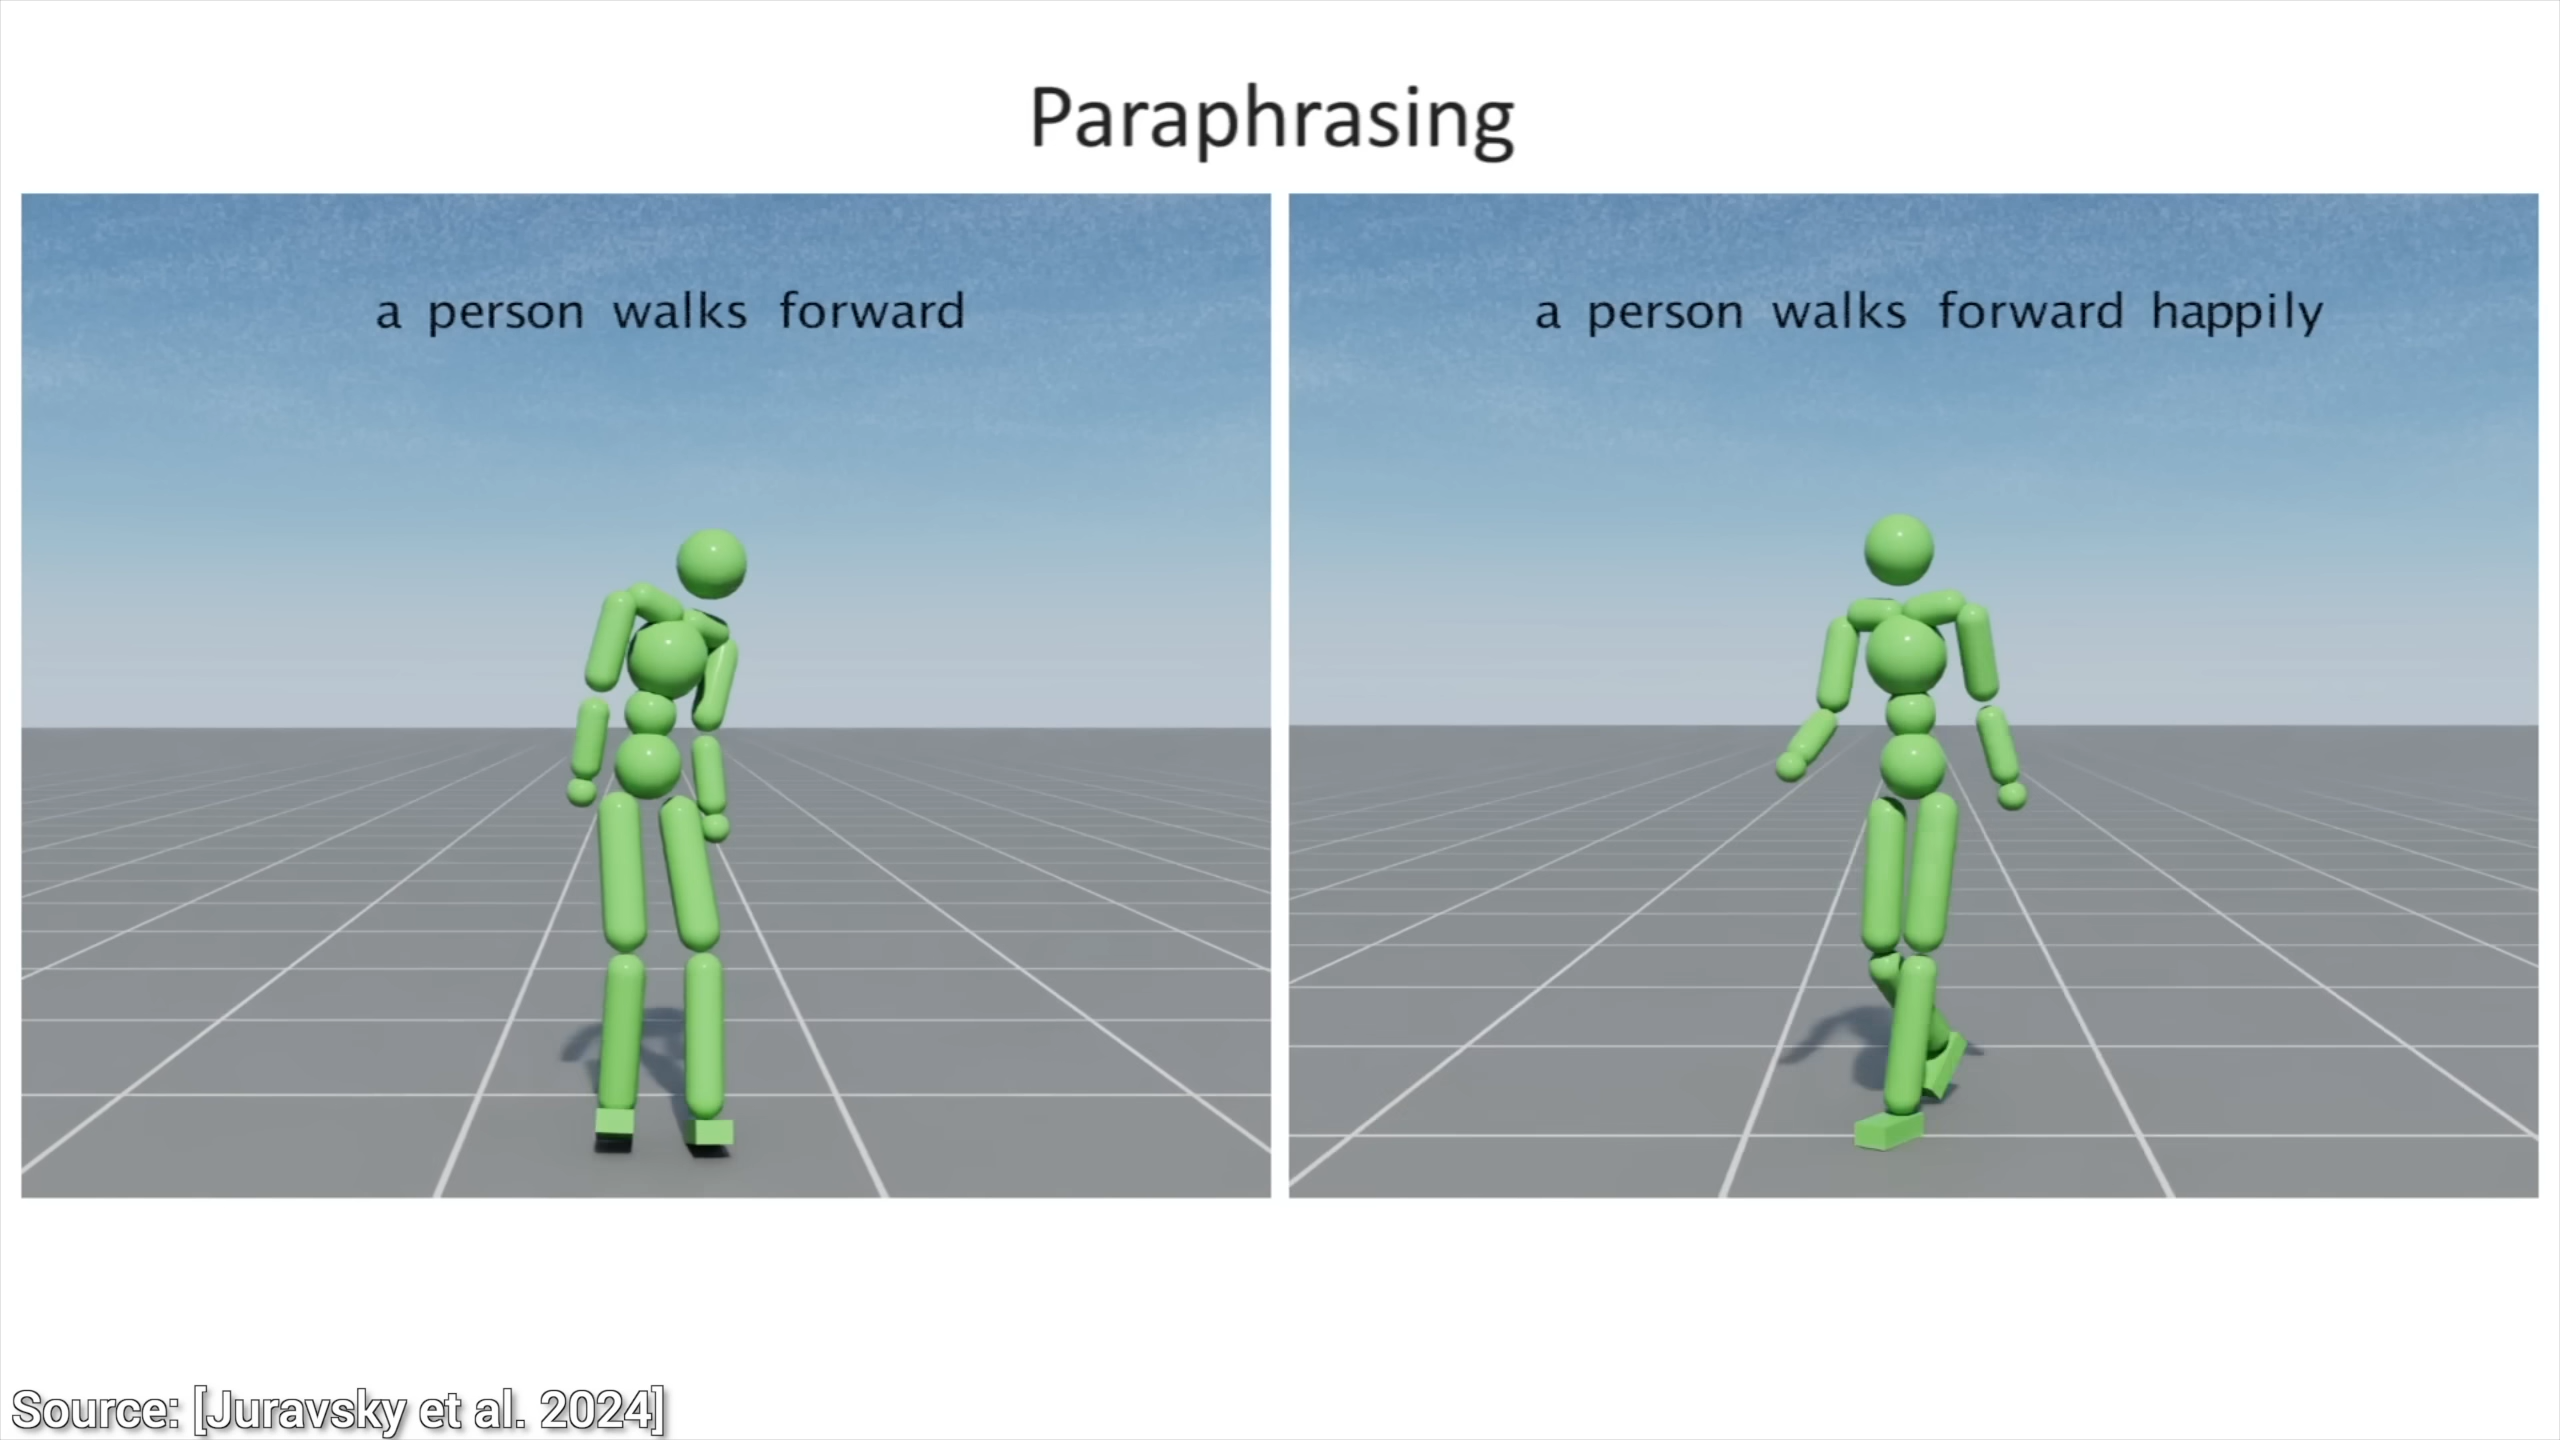 Paraphrasing
a person walks forward
a person walks forward happily
Source: [Juravsky et al. 2024]